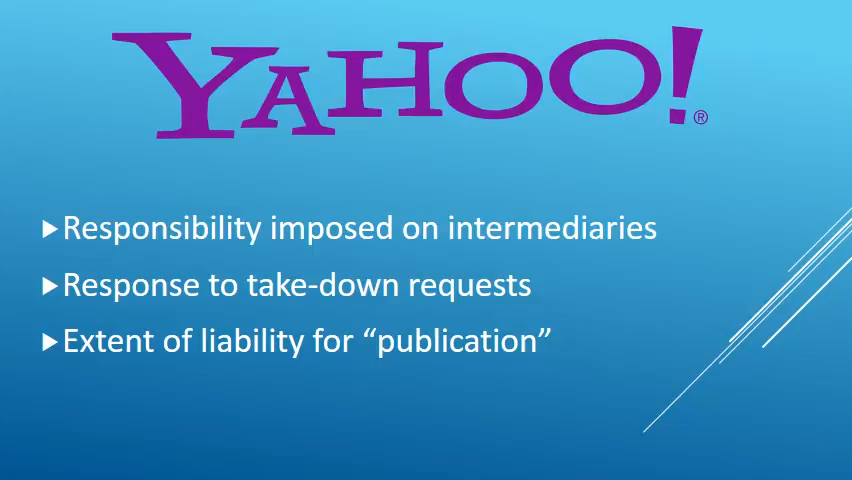 YAHOO!®
Responsibility imposed on intermediaries
Response to take-down requests
Extent of liability for “publication”